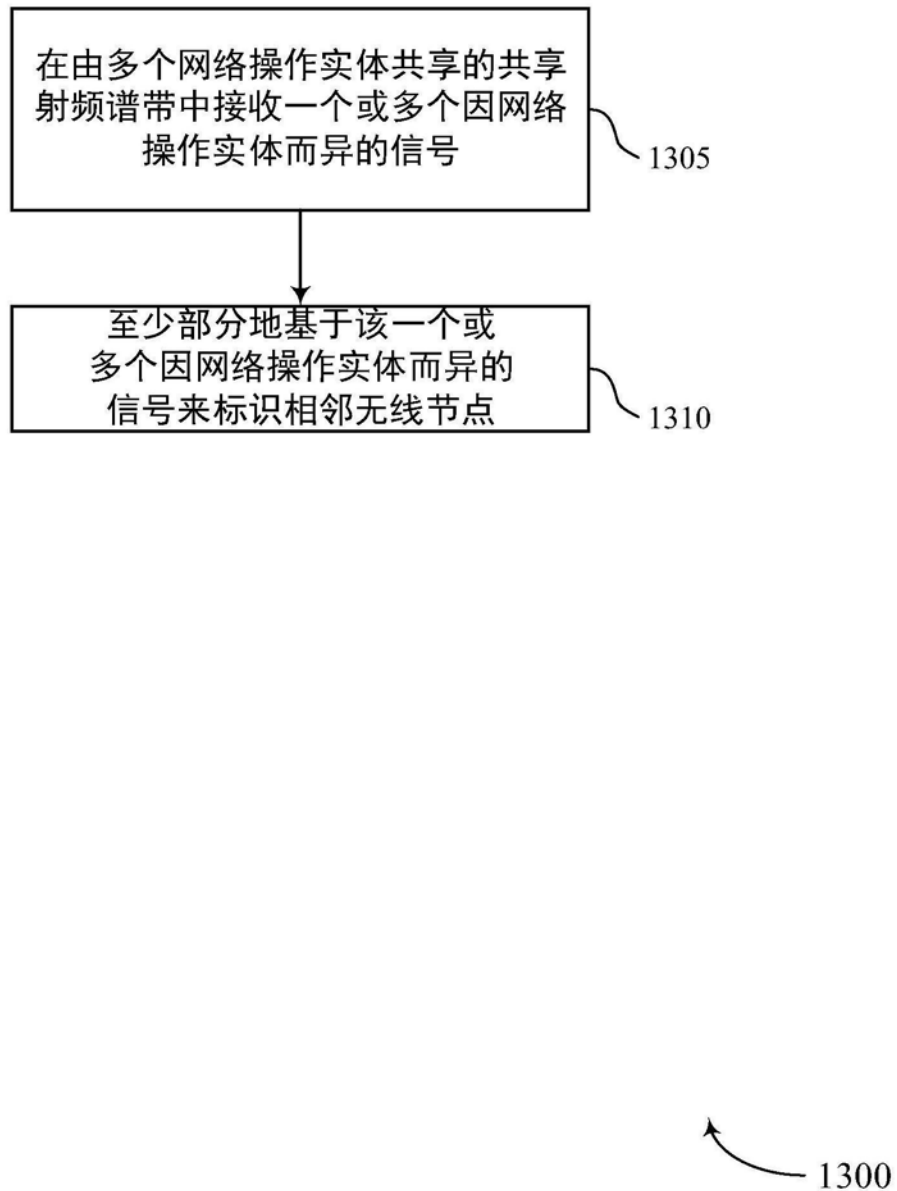 在由多个网络操作实体共享的共享
射频谱带中接收一个或多个因网络
操作实体而异的信号
1305
至少部分地基于该一个或
多个因网络操作实体而异的
信号来标识相邻无线节点
1310
1300